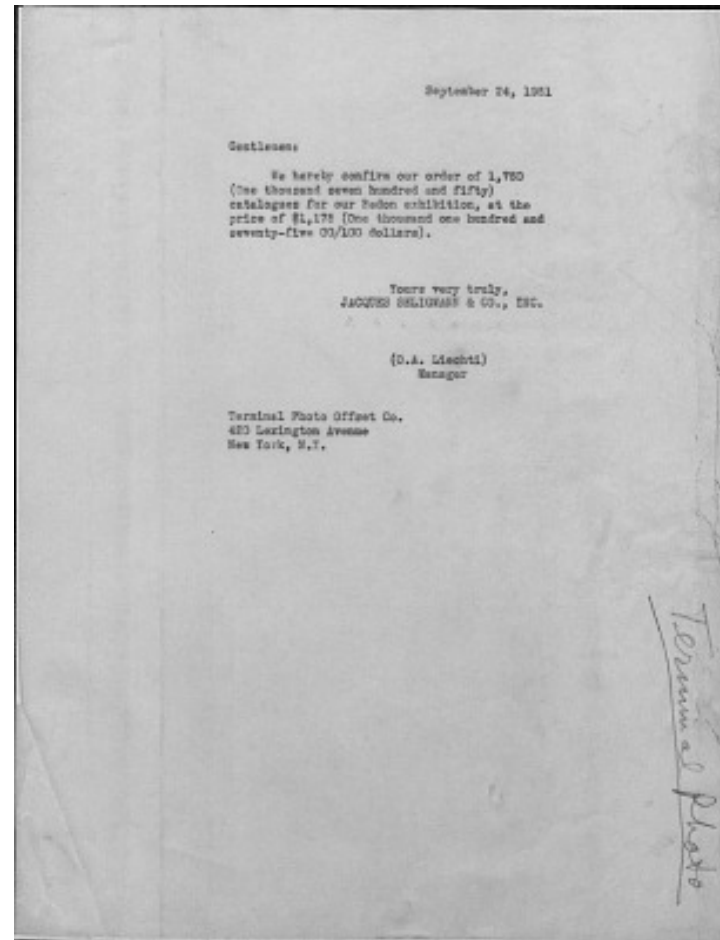 September 24, 1951
Gentlemen:
We hereby confirm our order of 1,750
(One thousand seven hundred and fifty)
catalogues for our Redon exhibition, at the
price of $1,175 (One thousand one hundred and
seventy-five 00/100 dollars).
Yours very truly,
JACQUES SELIGMANN & CO., INC.
(D.A. Liechti)
Manager
Terminal Photo Offset Co.
420 Lexington Avenue
New York, N.Y.
Terminal Photo